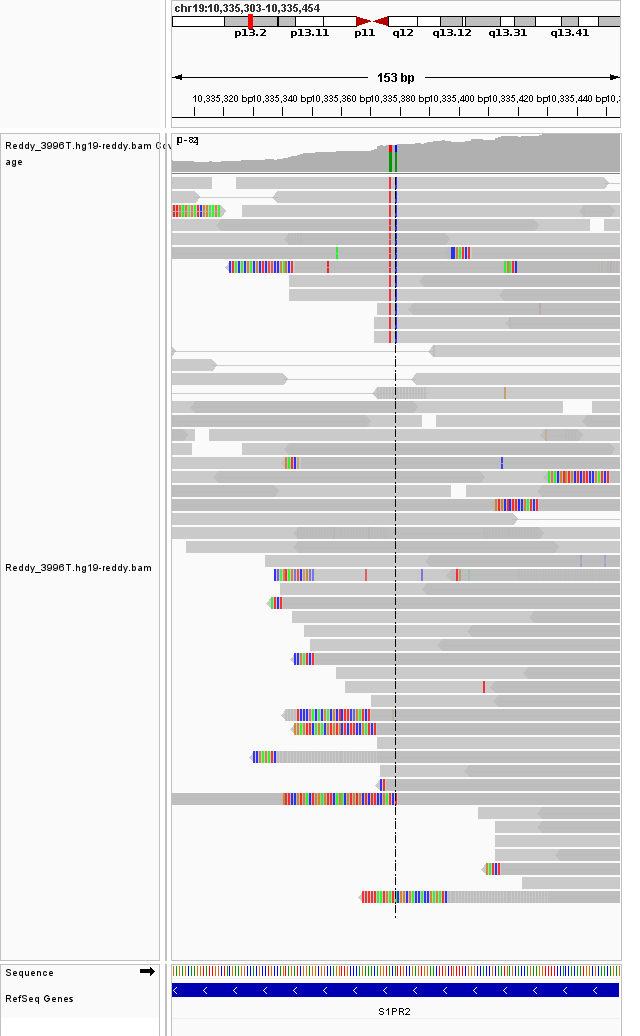 chr19:10,335,303-10,335,454
p13.2 p13.11 p11 q12 q13.12 q13.31 q13.41
153 bp
10,335,320 bp 10,335,340 bp 10,335,360 bp 10,335,380 bp 10,335,400 bp 10,335,420 bp 10,335,440 bp
Reddy_3996T.hg19-reddy.bam Cov
age
[0-82]
Reddy_3996T.hg19-reddy.bam
Sequence
RefSeq Genes
S1PR2